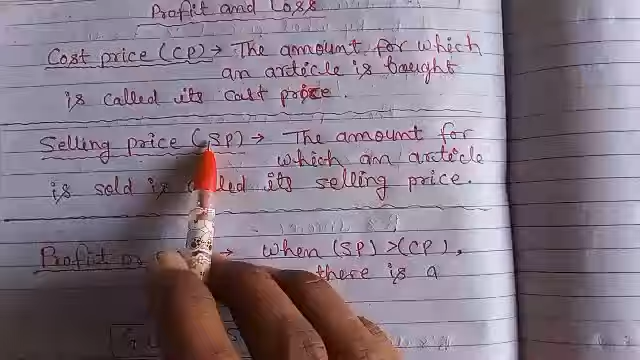 Profit and Loss
Cost price (CP) → The amount for which
an article is bought
is called its cost price.
Selling price (SP) → The amount for
which an article
is sold is called its selling price.
Profit → when (SP) > (CP),
there is a